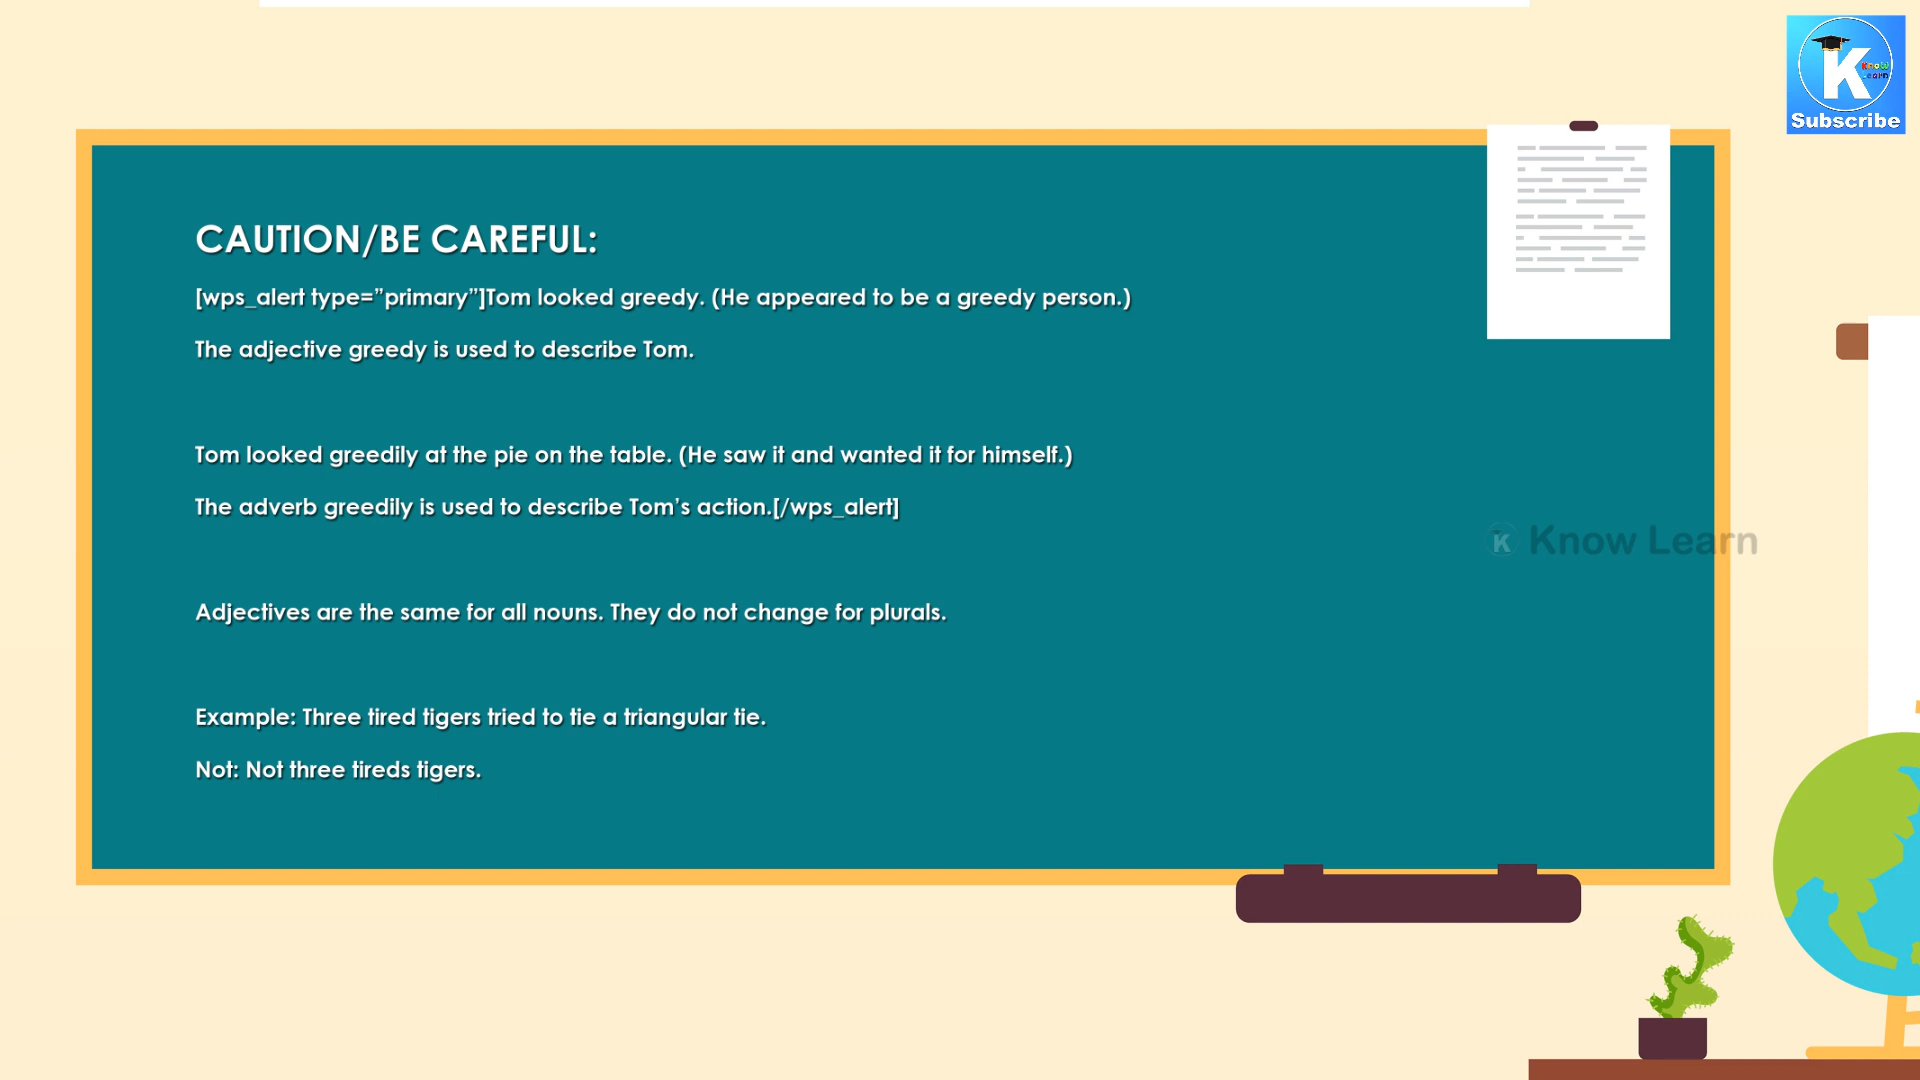 K
Know
Learn
Subscribe
CAUTION/BE CAREFUL:
[wps_alert type=”primary”]Tom looked greedy. (He appeared to be a greedy person.)
The adjective greedy is used to describe Tom.
Tom looked greedily at the pie on the table. (He saw it and wanted it for himself.)
The adverb greedily is used to describe Tom’s action.[/wps_alert]
K Know Learn
Adjectives are the same for all nouns. They do not change for plurals.
Example: Three tired tigers tried to tie a triangular tie.
Not: Not three tireds tigers.